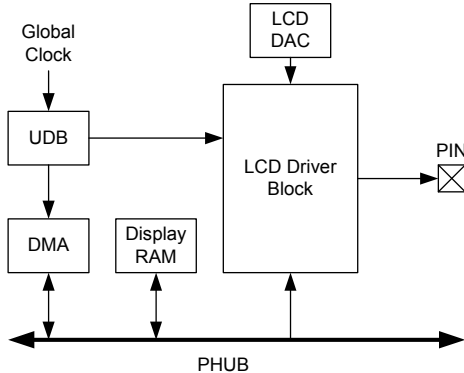 LCD
DAC
Global
Clock
UDB
LCD Driver
Block
PIN
DMA
Display
RAM
PHUB